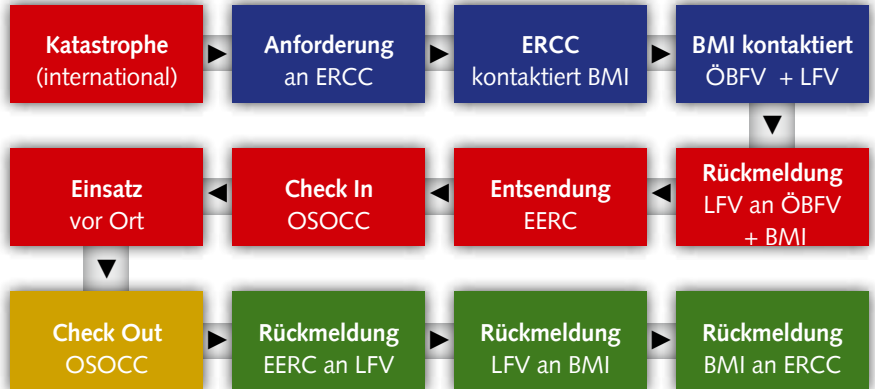 Katastrophe
(international)
Anforderung
an ERCC
ERCC
kontaktiert BMI
BMI kontaktiert
ÖBFV + LFV
Rückmeldung
LFV an ÖBFV
+ BMI
Entsendung
EERC
Check In
OSOCC
Einsatz
vor Ort
Check Out
OSOCC
Rückmeldung
EERC an LFV
Rückmeldung
LFV an BMI
Rückmeldung
BMI an ERCC